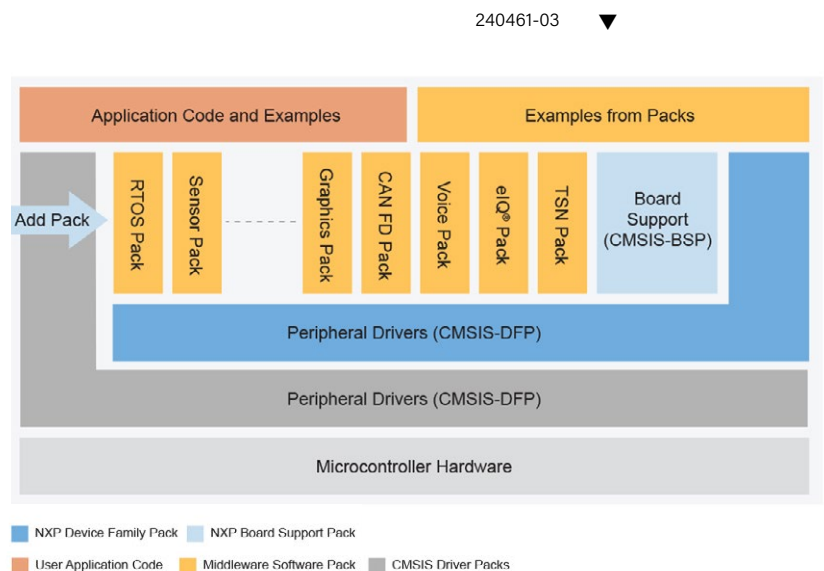 240461-03
Application Code and Examples
Examples from Packs
Add Pack
RTOS Pack
Sensor Pack
Graphics Pack
CAN FD Pack
Voice Pack
eIQ® Pack
TSN Pack
Board
Support
(CMSIS-BSP)
Peripheral Drivers (CMSIS-DFP)
Peripheral Drivers (CMSIS-DFP)
Microcontroller Hardware
NXP Device Family Pack
NXP Board Support Pack
User Application Code
Middleware Software Pack
CMSIS Driver Packs